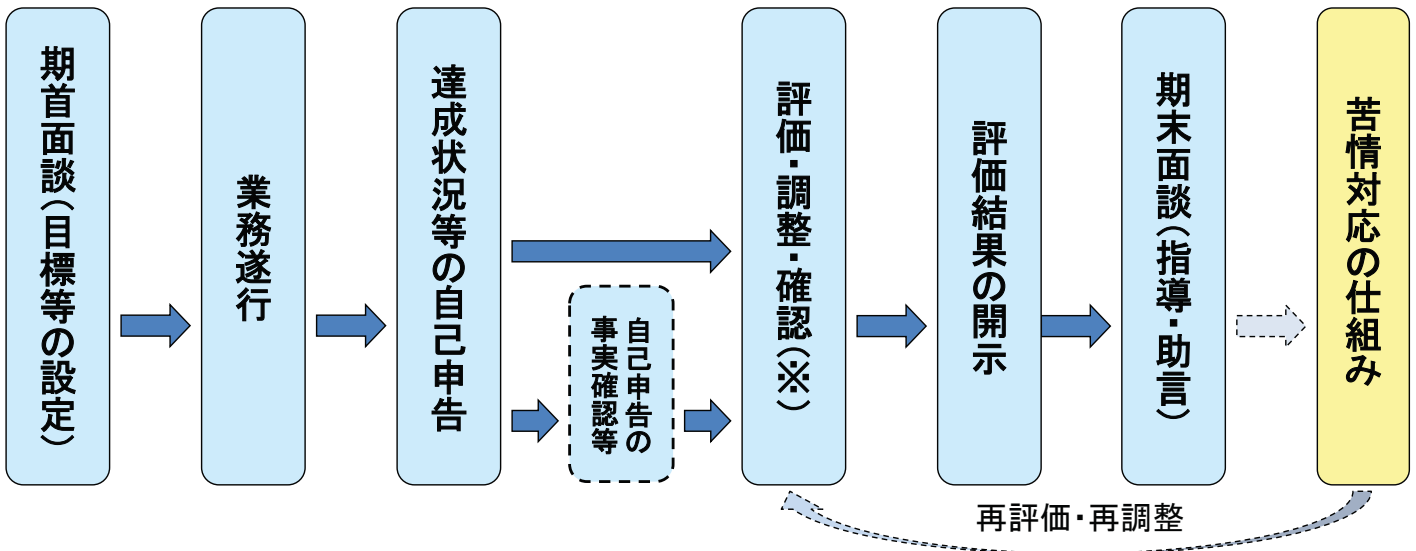 期首面談(目標等の設定)
業務遂行
達成状況等の自己申告
自己申告の
事実確認等
評価・調整・確認(※)
評価結果の開示
期末面談(指導・助言)
苦情対応の仕組み
再評価・再調整